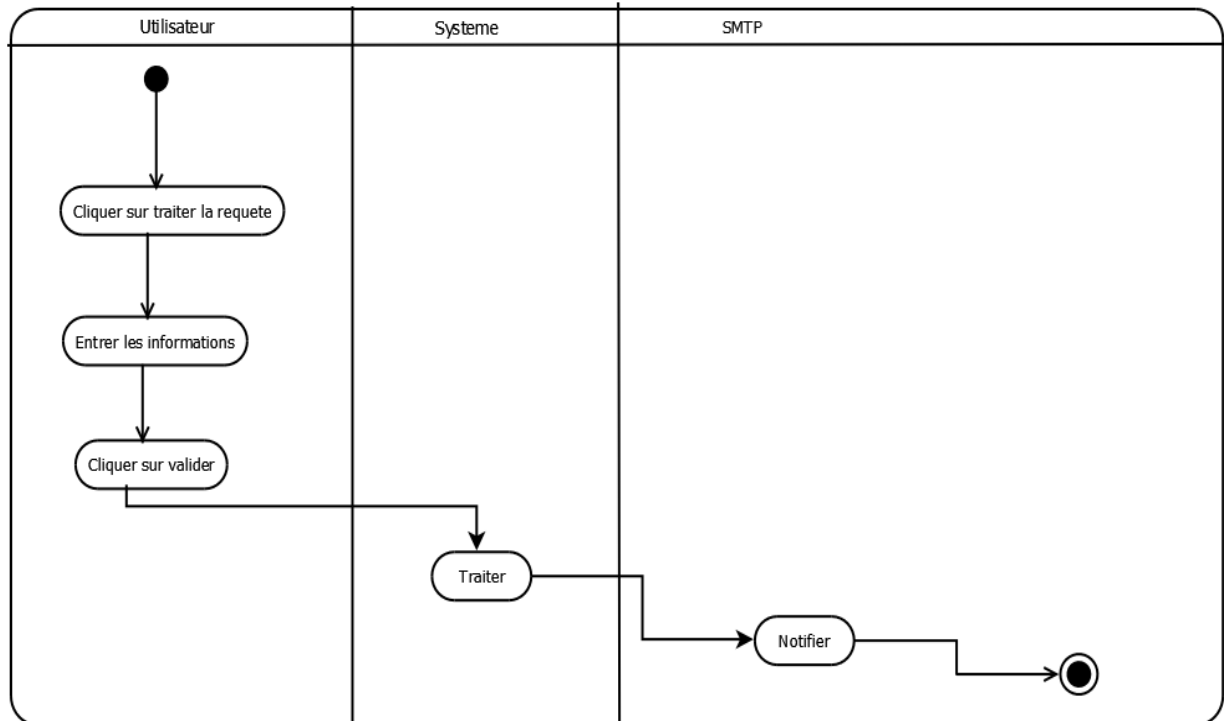 Utilisateur
Systeme
SMTP
Cliquer sur traiter la requete
Entrer les informations
Cliquer sur valider
Traiter
Notifier